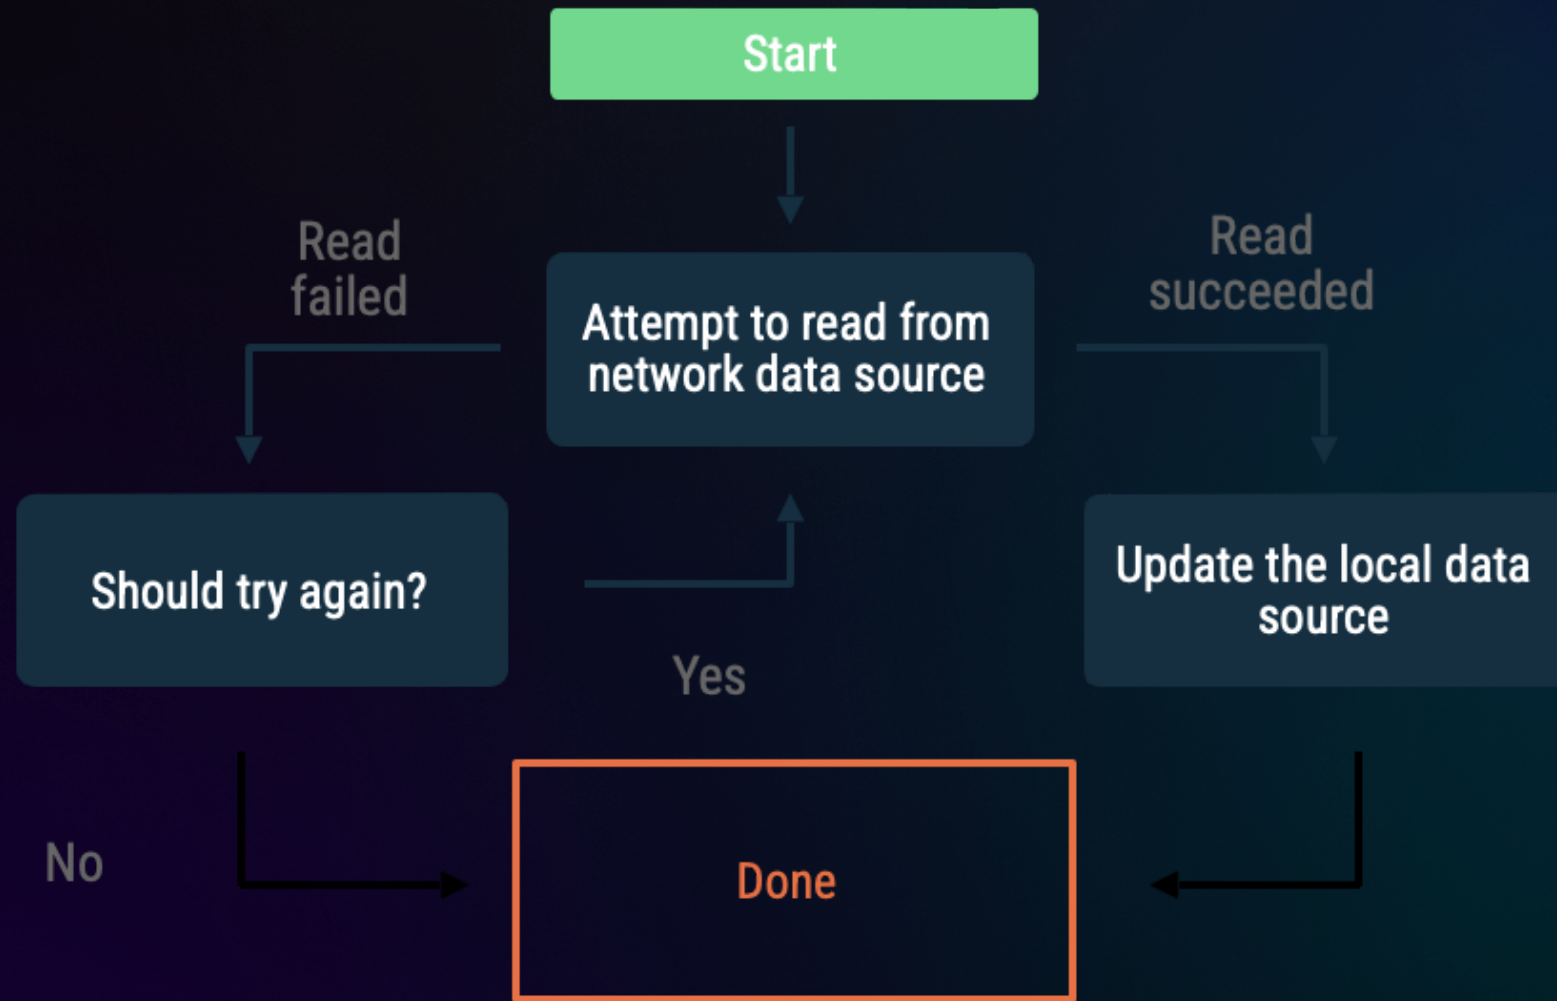 Start
Read
failed
Attempt to read from
network data source
Read
succeeded
Should try again?
Yes
Update the local data
source
No
Done